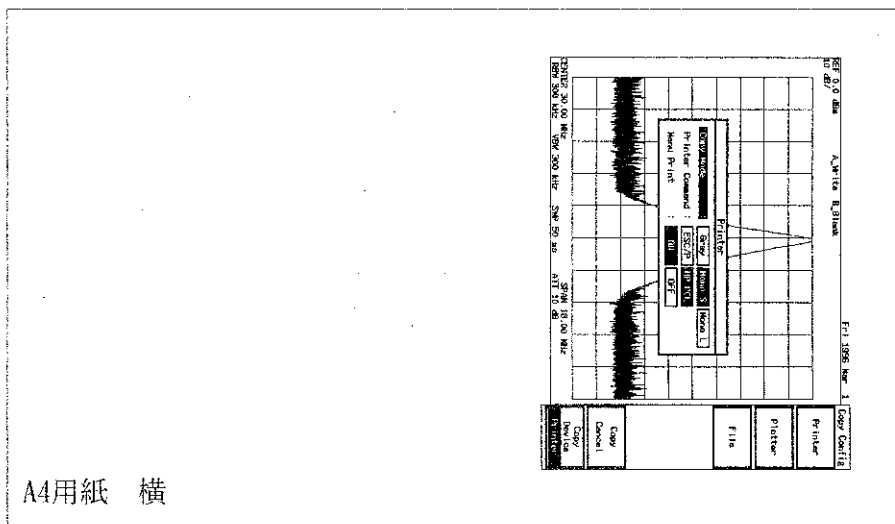 REF 0.0 dBm
10 dB/
A_Write B_Blank
Fri 1996 Mar 1
Printer
Gray Mode : Gray Mono S Mono L
Printer Command : ESC/P HP PCL
Menu Print : ON OFF
CENTER 30.00 MHz
SPAN 18.00 MHz
RBW 300 kHz VBW 300 kHz SWP 50 ms ATT 10 dB
Copy Config
Printer
Plotter
File
Copy
Cancel
Copy
Device
Printer
A4用紙 横